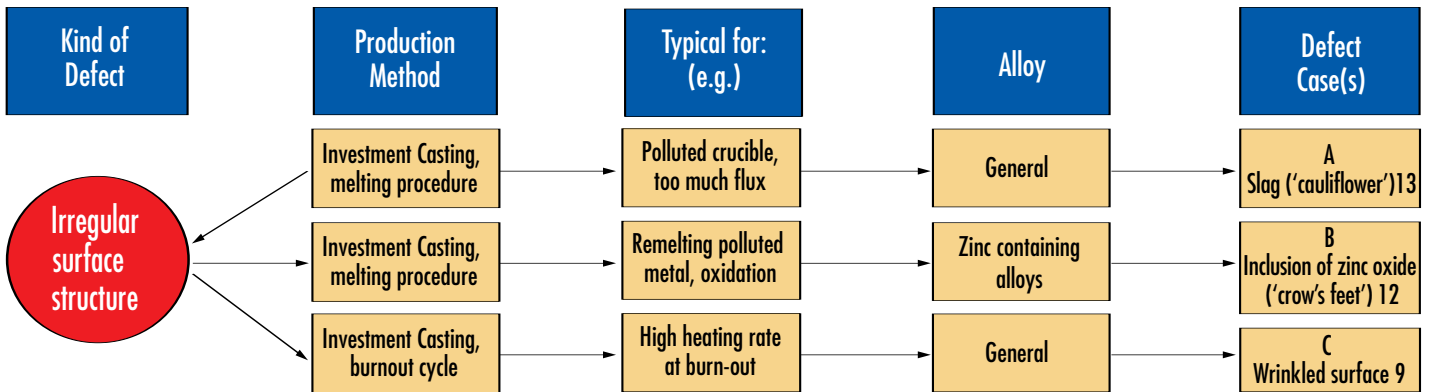 Kind of
Defect
Production
Method
Typical for:
(e.g.)
Alloy
Defect
Case(s)
Irregular
surface
structure
Investment Casting,
melting procedure
Polluted crucible,
too much flux
General
A
Slag (‘cauliflower’)13
Investment Casting,
melting procedure
Remelting polluted
metal, oxidation
Zinc containing
alloys
B
Inclusion of zinc oxide
(‘crow’s feet’) 12
Investment Casting,
burnout cycle
High heating rate
at burn-out
General
C
Wrinkled surface 9